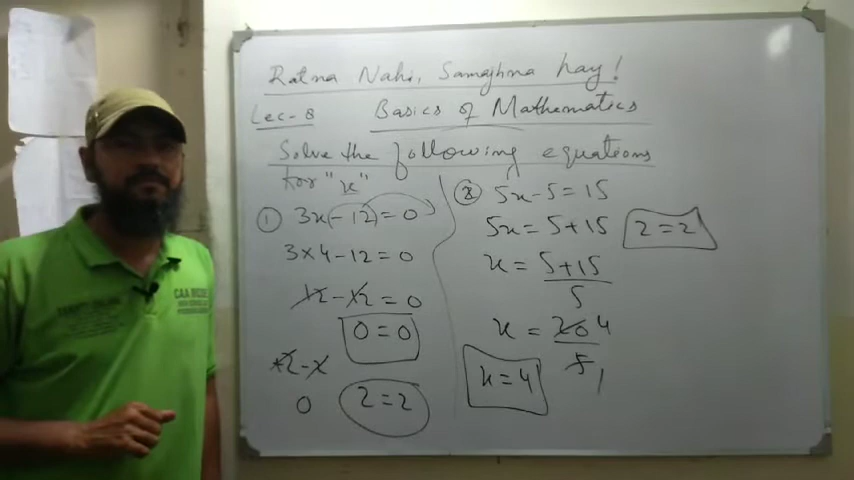 Ratna Nahi, Samajhna hay!
Lec-8 Basics of Mathematics
Solve the following equations
for "x"
① 3x(-12)=0
3×4-12=0
12-12=0
0=0
0
2=2
② 5x-5=15
5x=5+15
x=5+15
5
x=20 4
5 1
x=4
2=2
CAA MODEL